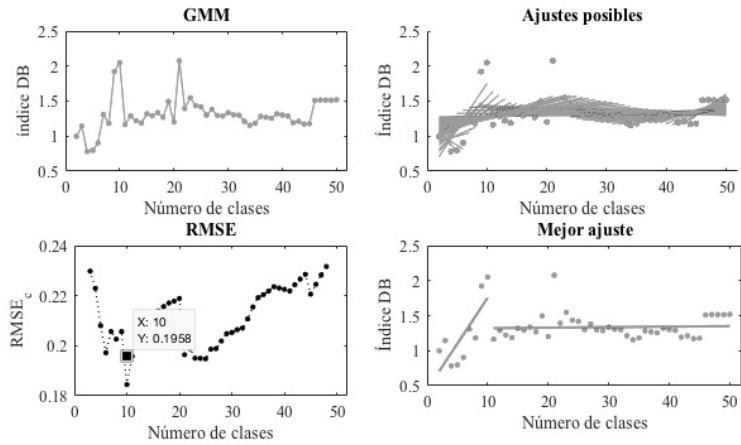 GMM
2.5
2
1.5
1
0.5
índice DB
0 10 20 30 40 50
Número de clases
Ajustes posibles
2.5
2
1.5
1
0.5
Índice DB
0 10 20 30 40 50
Número de clases
RMSE
0.24
0.22
0.2
0.18
RMSEc
X: 10
Y: 0.1958
0 10 20 30 40 50
Número de clases
Mejor ajuste
2.5
2
1.5
1
0.5
Índice DB
0 10 20 30 40 50
Número de clases